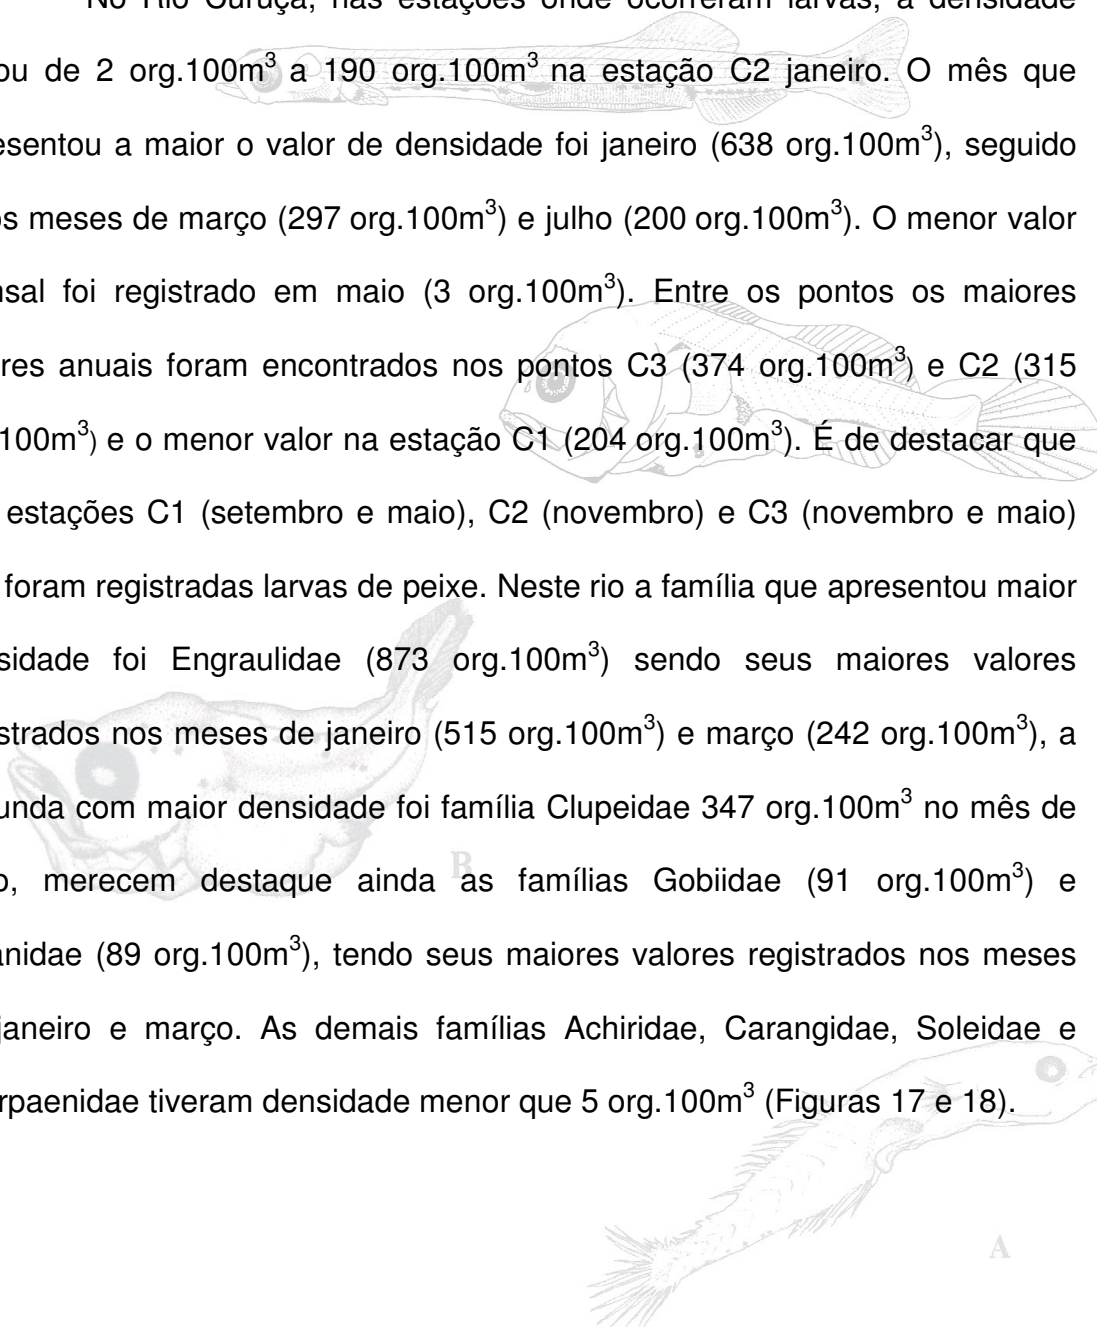 No Rio Curuçá, nas estações onde ocorreram larvas, a densidade
ou de 2 org.100m³ a 190 org.100m³ na estação C2 janeiro. O mês que
esentou a maior o valor de densidade foi janeiro (638 org.100m³), seguido
os meses de março (297 org.100m³) e julho (200 org.100m³). O menor valor
nsal foi registrado em maio (3 org.100m³). Entre os pontos os maiores
res anuais foram encontrados nos pontos C3 (374 org.100m³) e C2 (315
100m³) e o menor valor na estação C1 (204 org.100m³). É de destacar que
estações C1 (setembro e maio), C2 (novembro) e C3 (novembro e maio)
foram registradas larvas de peixe. Neste rio a família que apresentou maior
sidade foi Engraulidae (873 org.100m³) sendo seus maiores valores
strados nos meses de janeiro (515 org.100m³) e março (242 org.100m³), a
unda com maior densidade foi família Clupeidae 347 org.100m³ no mês de
o, merecem destaque ainda as famílias Gobiidae (91 org.100m³) e
anidae (89 org.100m³), tendo seus maiores valores registrados nos meses
janeiro e março. As demais famílias Achiridae, Carangidae, Soleidae e
rpaenidae tiveram densidade menor que 5 org.100m³ (Figuras 17 e 18).
B
A